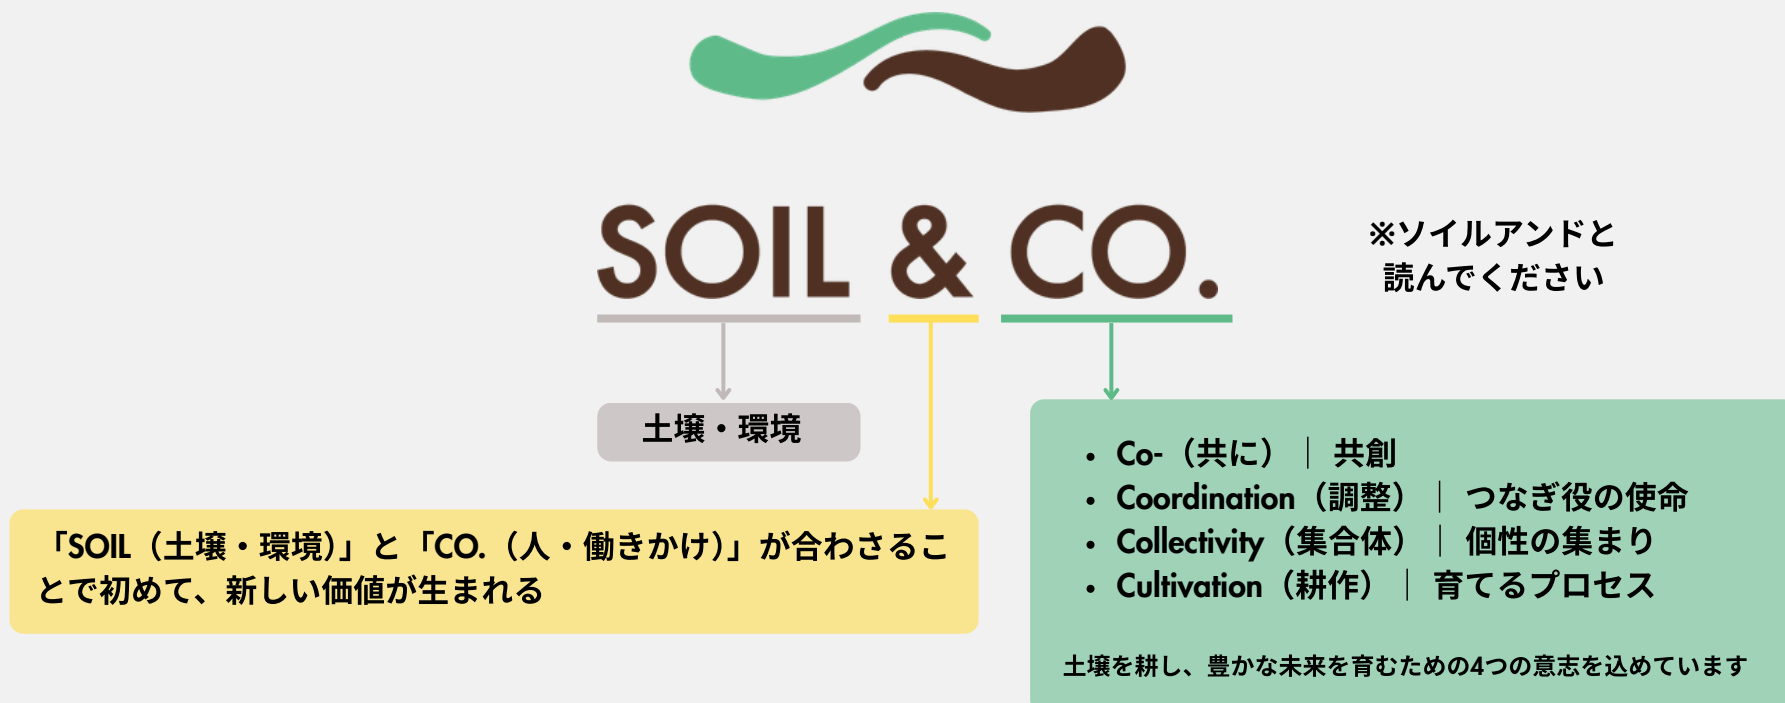 SOIL & CO.
※ソイルアンドと
読んでください
土壌・環境
「SOIL（土壌・環境）」と「CO.（人・働きかけ）」が合わさるこ
とで初めて、新しい価値が生まれる
• Co-（共に）｜ 共創
• Coordination（調整）｜ つなぎ役の使命
• Collectivity（集合体）｜ 個性の集まり
• Cultivation（耕作）｜ 育てるプロセス
土壌を耕し、豊かな未来を育むための4つの意志を込めています